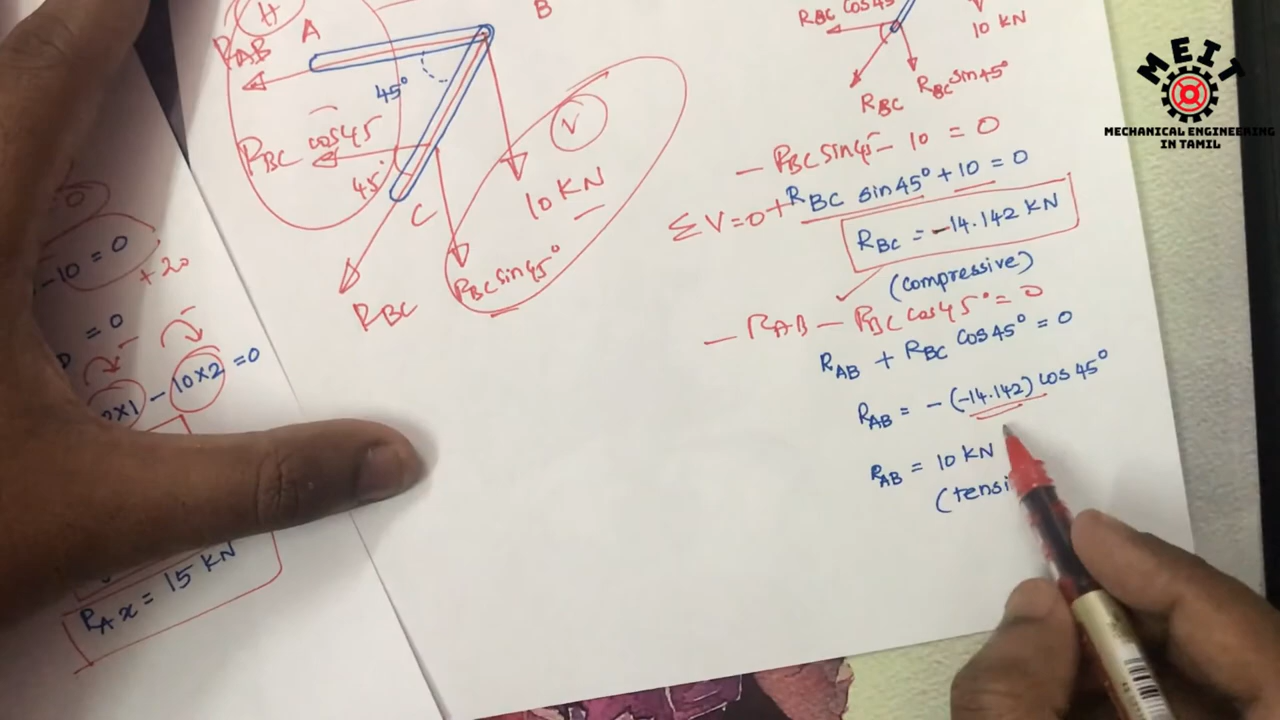 H
A
B
RAB
45°
RBC cos45
45°
C
V
10 KN
RBC sin45°
RBC
-10 = 0
+20
= 0
×1 - 10×2 = 0
RAx = 15 KN
RBC cos45
10 KN
RBC
RBC sin45°
- RBC sin45 - 10 = 0
ΣV=0 + RBC sin45° + 10 = 0
RBC = -14.142 KN
(compressive)
- RAB - RBC cos45° = 0
RAB + RBC cos45° = 0
RAB = - (-14.142) cos45°
RAB = 10 KN
(tensi
MEIT
MECHANICAL ENGINEERING
IN TAMIL